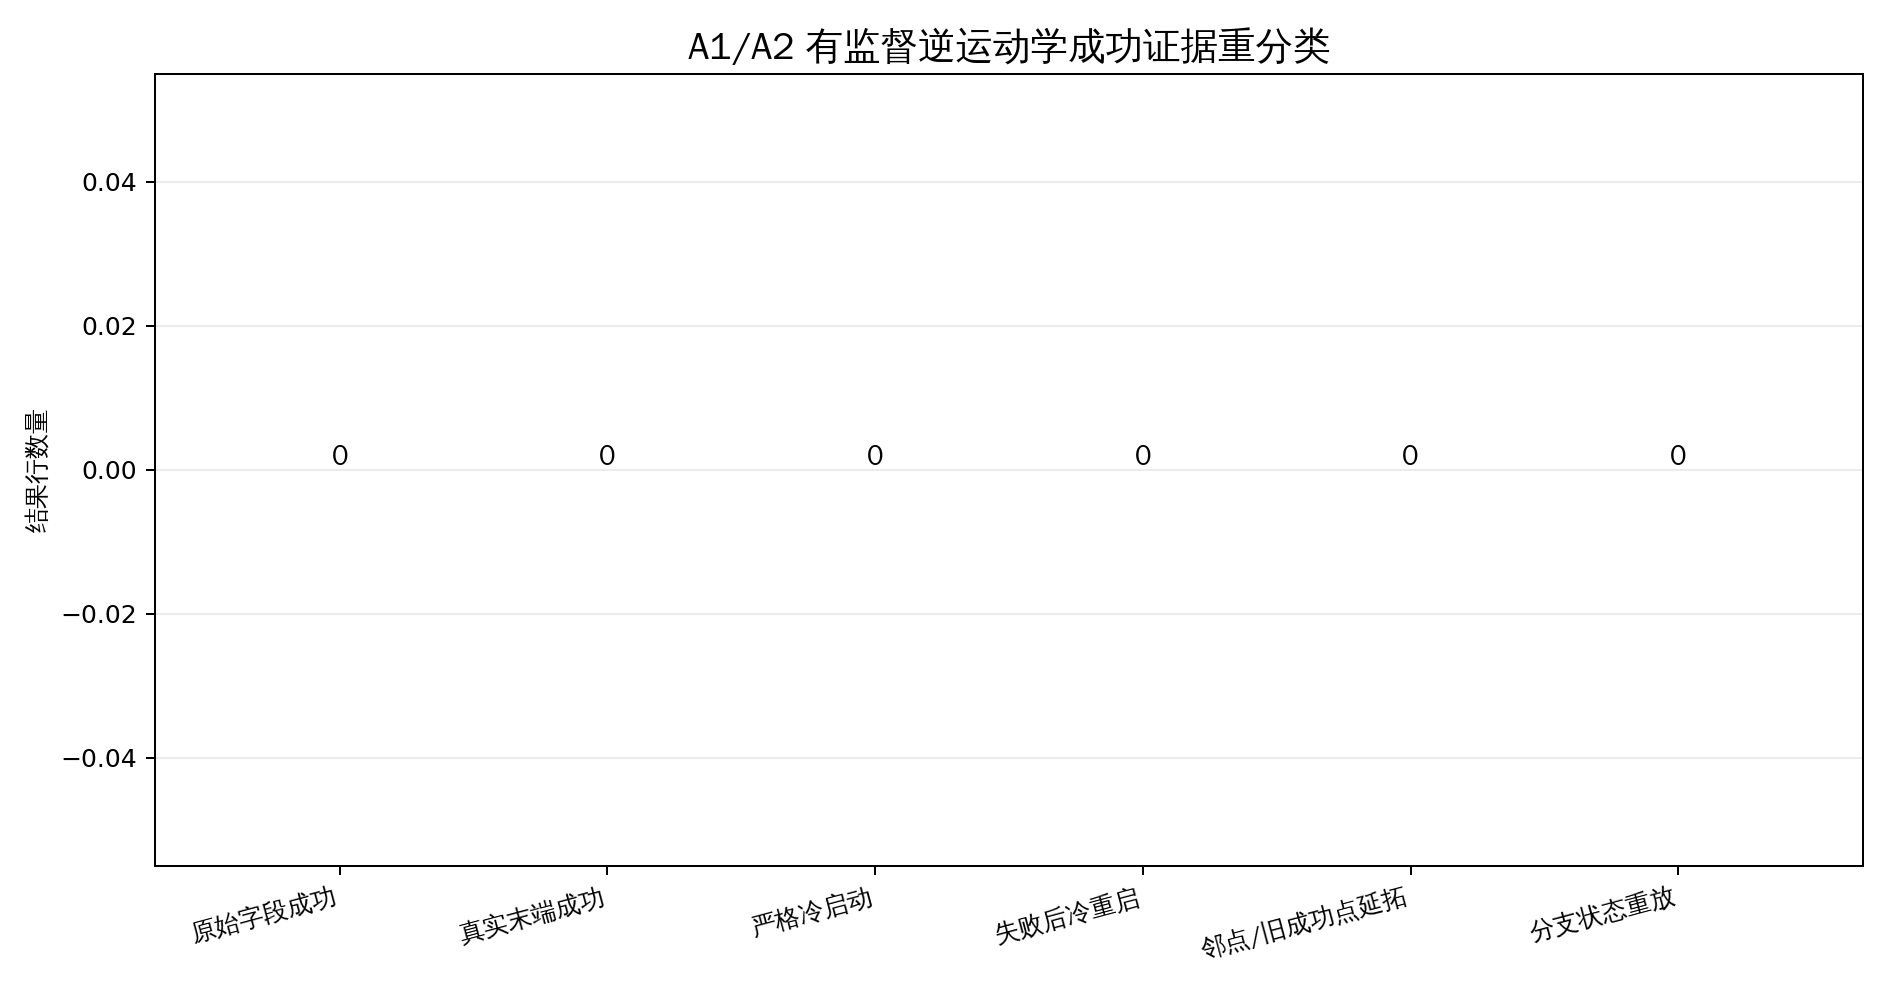 A1/A2 有监督逆运动学成功证据重分类
结果行数量
0.04
0.02
0.00
−0.02
−0.04
0 0 0 0 0 0
原始字段成功
真实末端成功
严格冷启动
失败后冷重启
邻点/旧成功点延拓
分支状态重放